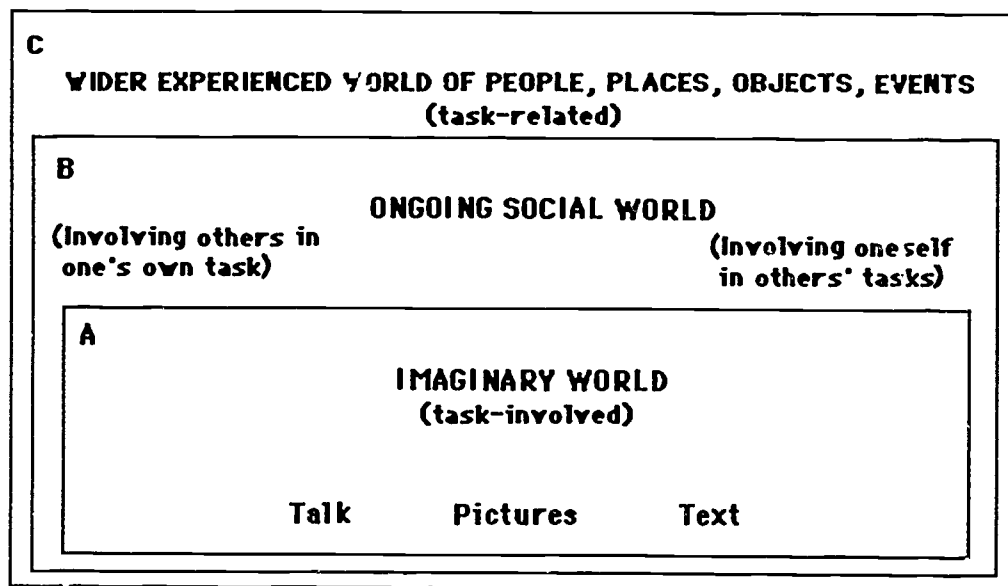 C
WIDER EXPERIENCED WORLD OF PEOPLE, PLACES, OBJECTS, EVENTS
(task-related)
B
ONGOING SOCIAL WORLD
(Involving others in
one's own task)
(Involving oneself
in others' tasks)
A
IMAGINARY WORLD
(task-involved)
Talk Pictures Text